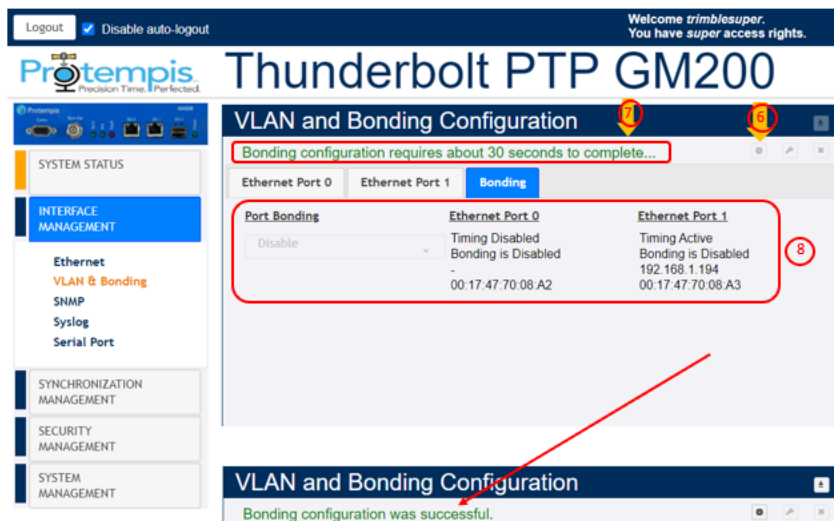 Logout
Disable auto-logout
Welcome trimblesuper.
You have super access rights.
Protempis
Precision Time. Perfected.
Thunderbolt PTP GM200
Protempis
VLAN and Bonding Configuration
7
6
Bonding configuration requires about 30 seconds to complete...
SYSTEM STATUS
INTERFACE
MANAGEMENT
Ethernet
VLAN & Bonding
SNMP
Syslog
Serial Port
SYNCHRONIZATION
MANAGEMENT
SECURITY
MANAGEMENT
SYSTEM
MANAGEMENT
Ethernet Port 0
Ethernet Port 1
Bonding
Port Bonding
Disable
Ethernet Port 0
Timing Disabled
Bonding is Disabled
-
00:17:47:70:08:A2
Ethernet Port 1
Timing Active
Bonding is Disabled
192.168.1.194
00:17:47:70:08:A3
8
VLAN and Bonding Configuration
Bonding configuration was successful.